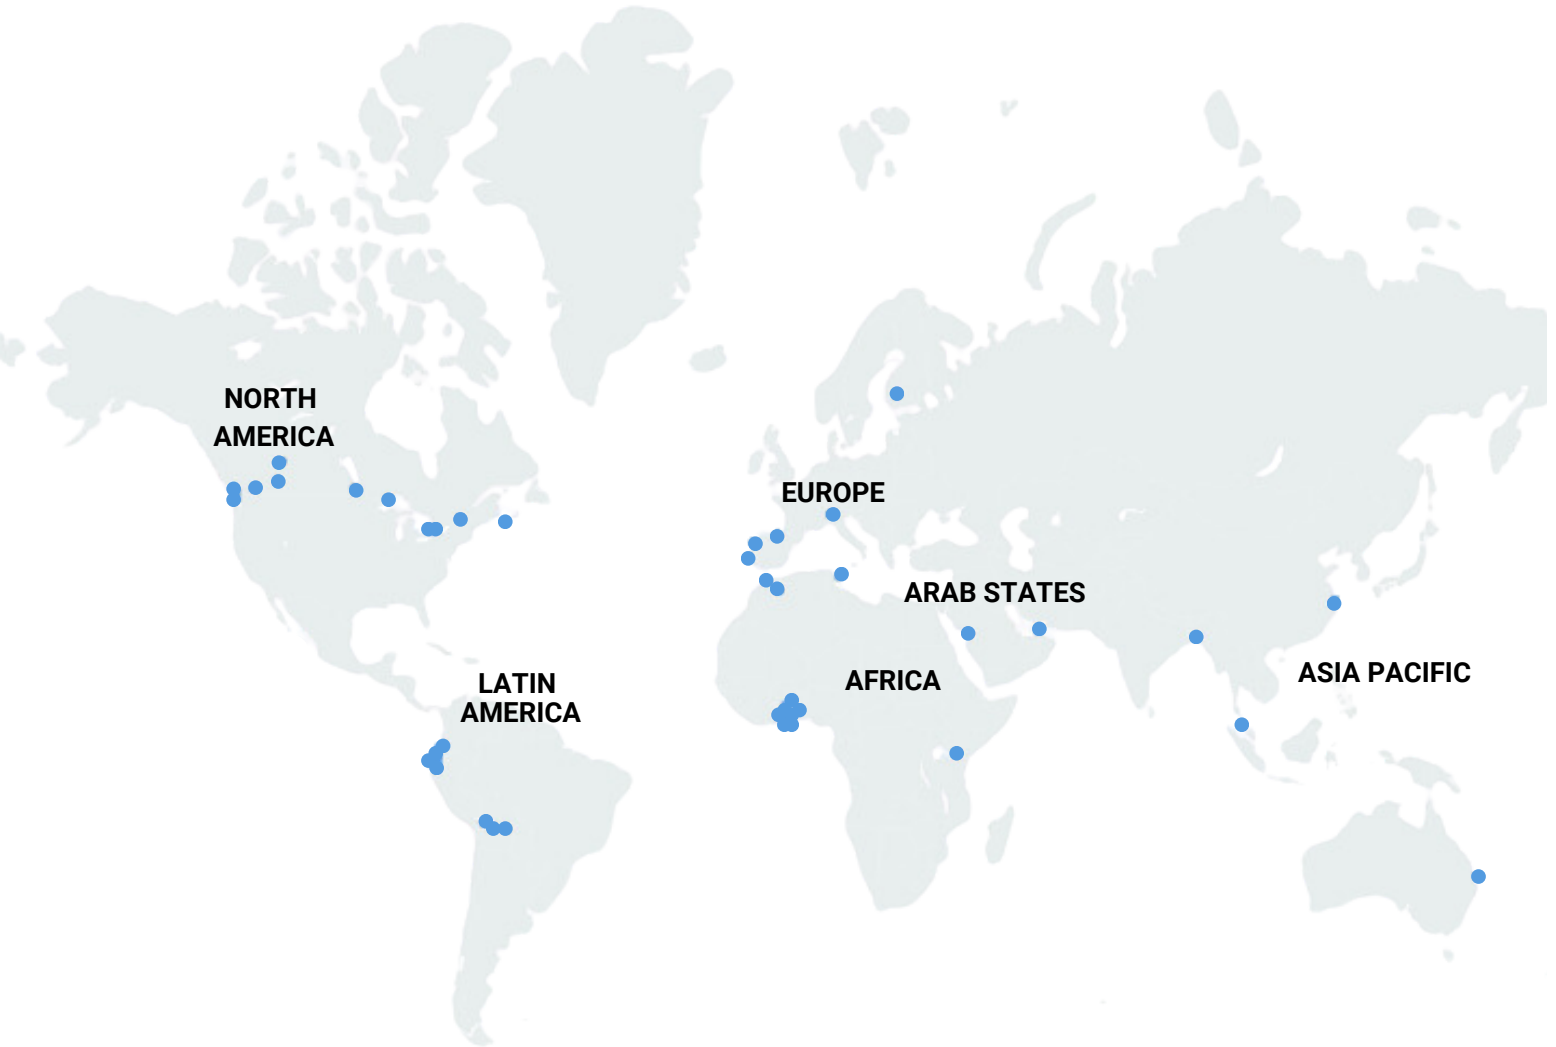 NORTH
AMERICA
EUROPE
ARAB STATES
LATIN
AMERICA
AFRICA
ASIA PACIFIC